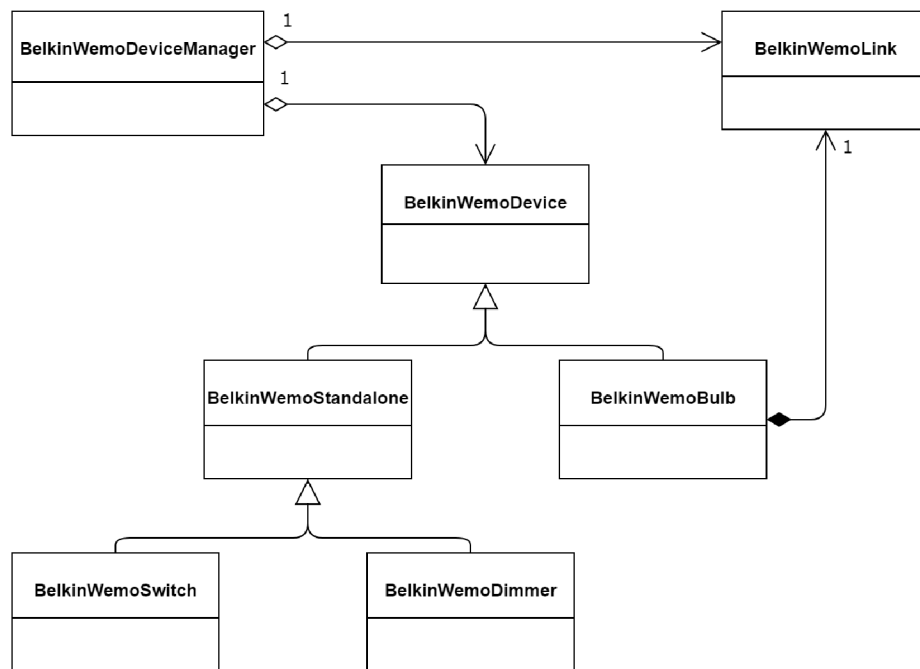 1
BelkinWemoDeviceManager
BelkinWemoLink
1
1
BelkinWemoDevice
BelkinWemoStandalone
BelkinWemoBulb
BelkinWemoSwitch
BelkinWemoDimmer